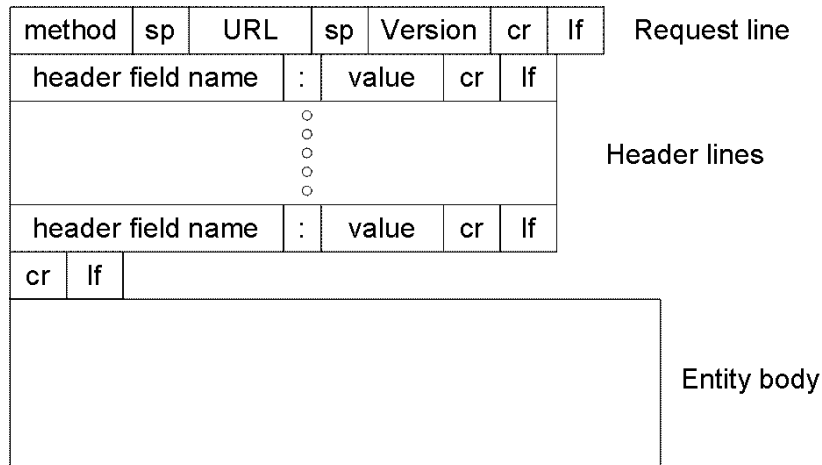 method sp URL sp Version cr lf Request line
header field name : value cr lf
Header lines
header field name : value cr lf
cr lf
Entity body